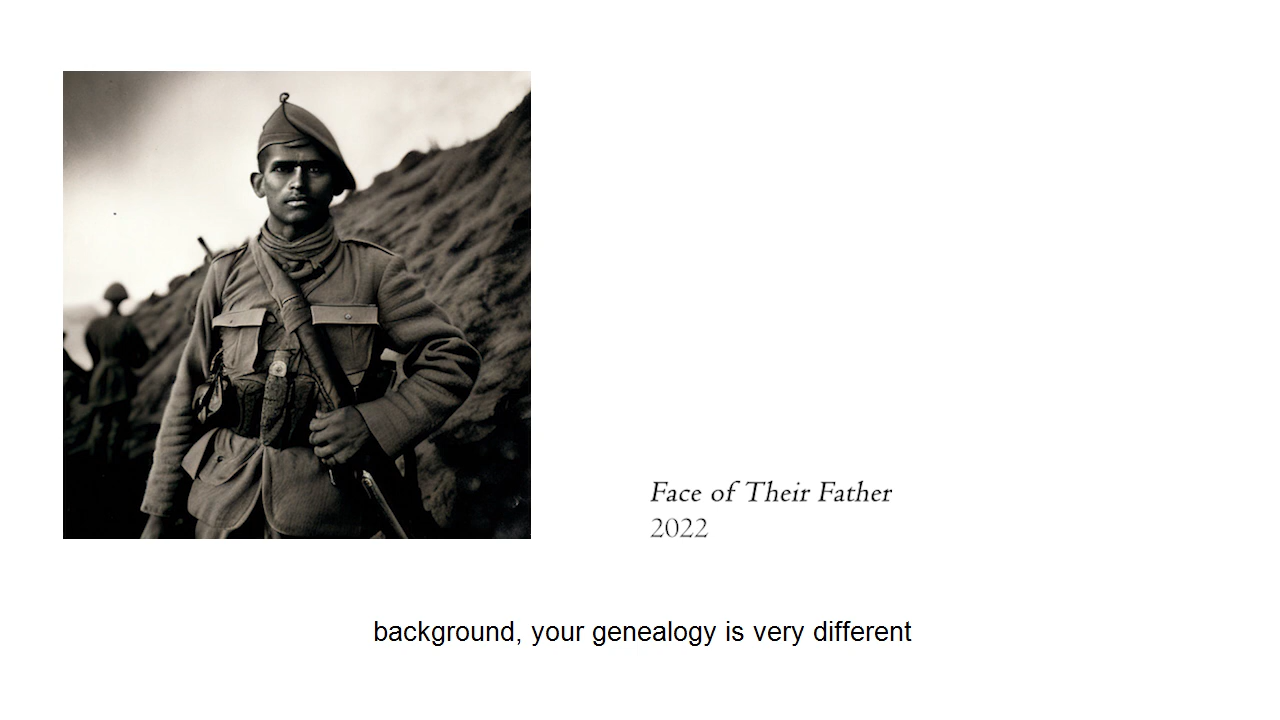 Face of Their Father
2022
background, your genealogy is very different